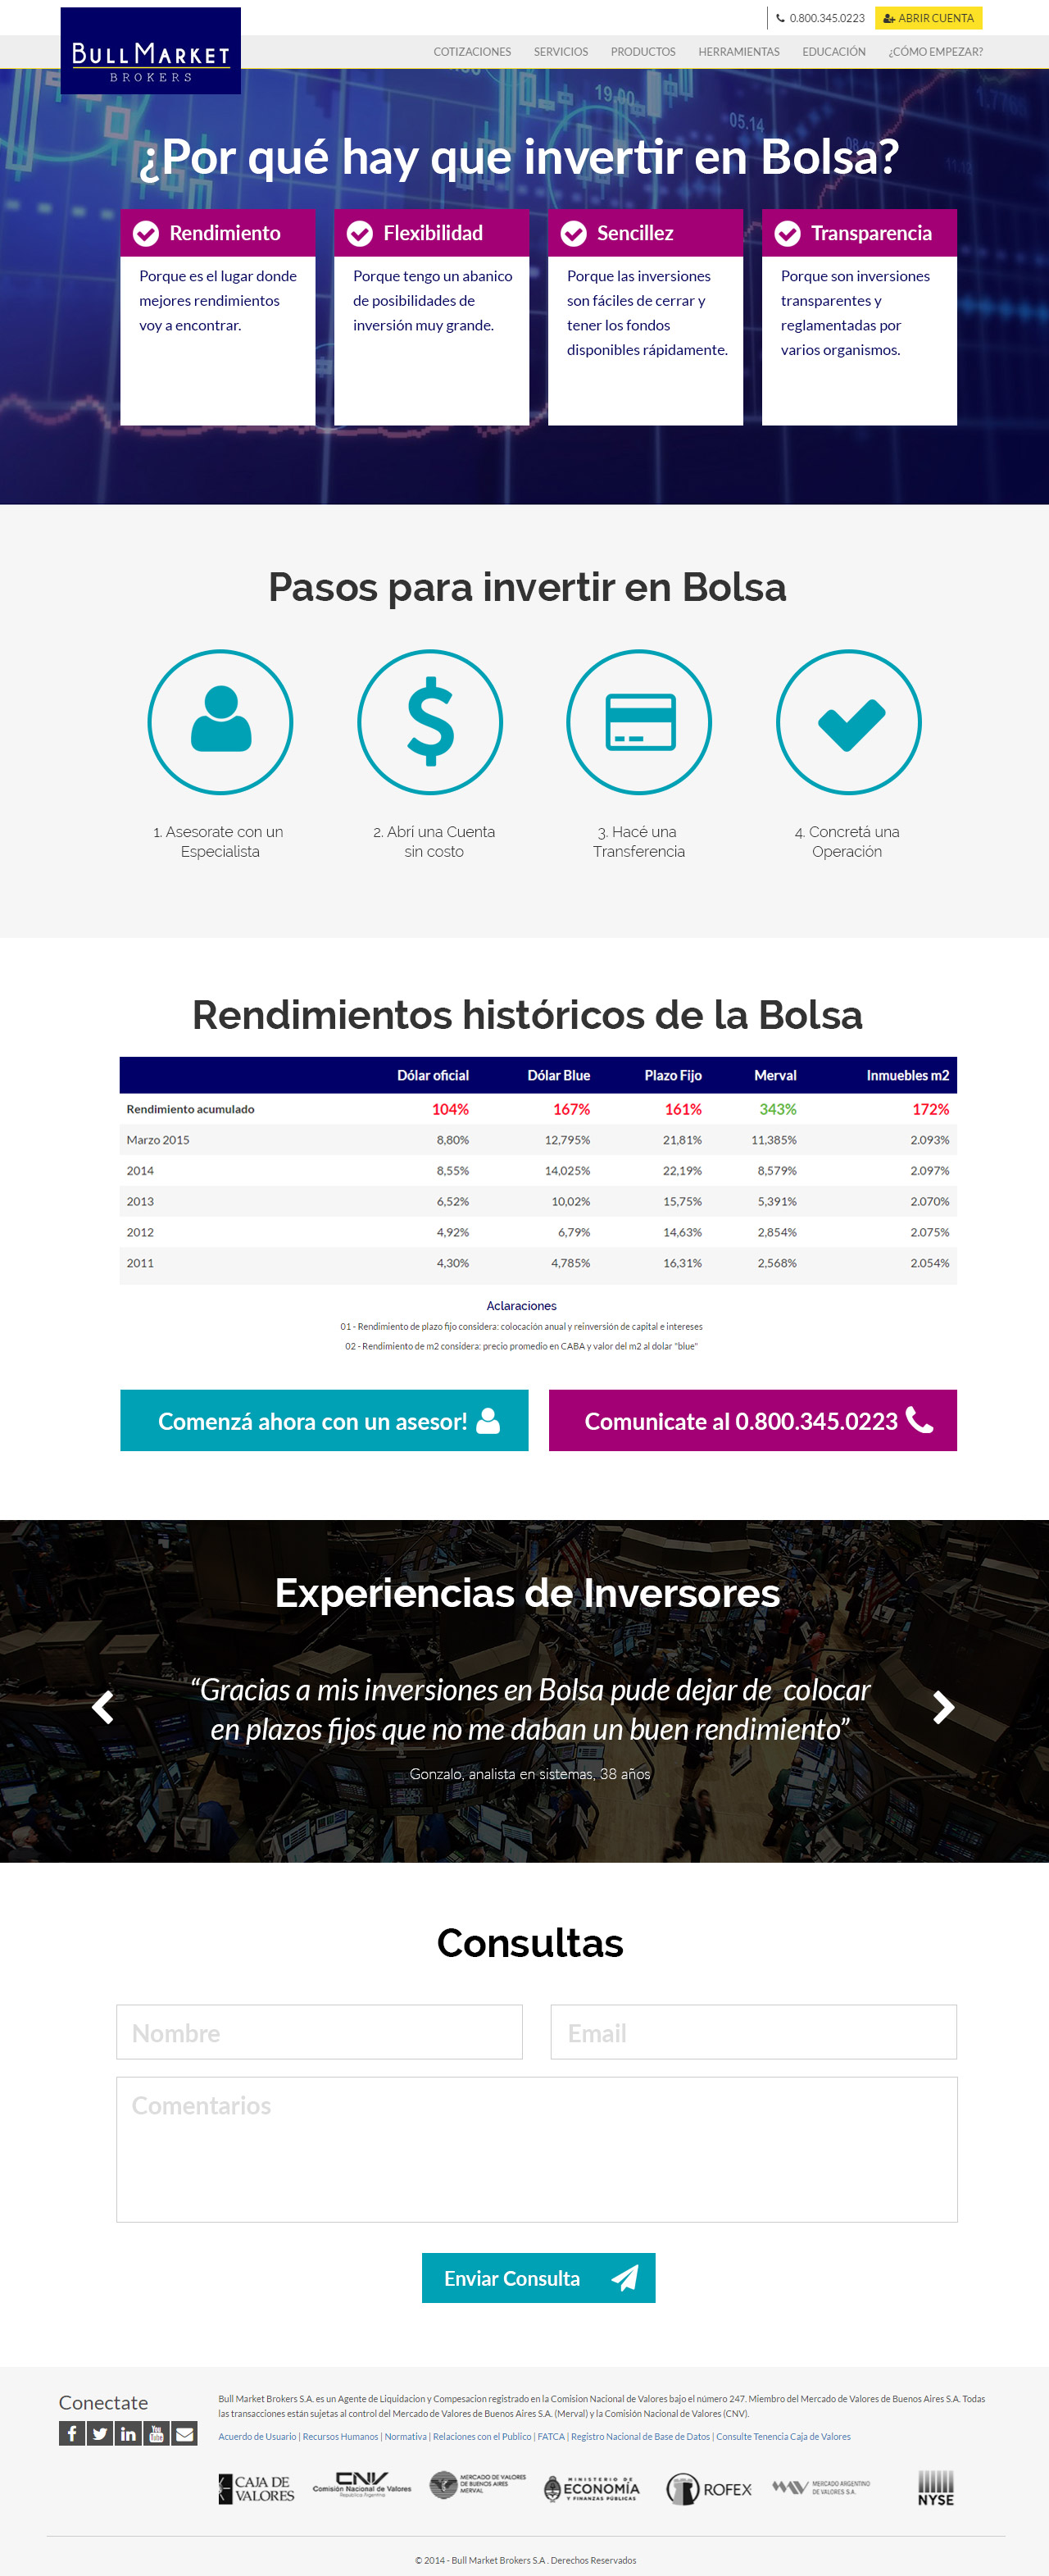 0.800.345.0223 ABRIR CUENTA
BULLMARKET
BROKERS
COTIZACIONES SERVICIOS PRODUCTOS HERRAMIENTAS EDUCACIÓN ¿CÓMO EMPEZAR?
19.00
05.14
08.47
¿Por qué hay que invertir en Bolsa?
Rendimiento
Porque es el lugar donde
mejores rendimientos
voy a encontrar.
Flexibilidad
Porque tengo un abanico
de posibilidades de
inversión muy grande.
Sencillez
Porque las inversiones
son fáciles de cerrar y
tener los fondos
disponibles rápidamente.
Transparencia
Porque son inversiones
transparentes y
reglamentadas por
varios organismos.
Pasos para invertir en Bolsa
1. Asesorate con un
Especialista
2. Abrí una Cuenta
sin costo
3. Hacé una
Transferencia
4. Concretá una
Operación
Rendimientos históricos de la Bolsa
Dólar oficial Dólar Blue Plazo Fijo Merval Inmuebles m2
Rendimiento acumulado 104% 167% 161% 343% 172%
Marzo 2015 8,80% 12,795% 21,81% 11,385% 2.093%
2014 8,55% 14,025% 22,19% 8,579% 2.097%
2013 6,52% 10,02% 15,75% 5,391% 2.070%
2012 4,92% 6,79% 14,63% 2,854% 2.075%
2011 4,30% 4,785% 16,31% 2,568% 2.054%
Aclaraciones
01 - Rendimiento de plazo fijo considera: colocación anual y reinversión de capital e intereses
02 - Rendimiento de m2 considera: precio promedio en CABA y valor del m2 al dolar "blue"
Comenzá ahora con un asesor!
Comunicate al 0.800.345.0223
Experiencias de Inversores
“Gracias a mis inversiones en Bolsa pude dejar de colocar
en plazos fijos que no me daban un buen rendimiento”
Gonzalo, analista en sistemas, 38 años
Consultas
Nombre
Email
Comentarios
Enviar Consulta
Conectate
You Tube
Bull Market Brokers S.A. es un Agente de Liquidacion y Compesacion registrado en la Comision Nacional de Valores bajo el número 247. Miembro del Mercado de Valores de Buenos Aires S.A. Todas
las transacciones están sujetas al control del Mercado de Valores de Buenos Aires S.A. (Merval) y la Comisión Nacional de Valores (CNV).
Acuerdo de Usuario | Recursos Humanos | Normativa | Relaciones con el Publico | FATCA | Registro Nacional de Base de Datos | Consulte Tenencia Caja de Valores
CAJA DE
VALORES
CNV
Comisión Nacional de Valores
República Argentina
MERCADO DE VALORES
DE BUENOS AIRES
MERVAL
MINISTERIO DE
ECONOMÍA
Y FINANZAS PÚBLICAS
ROFEX
MERCADO ARGENTINO
DE VALORES S.A.
NYSE
© 2014 - Bull Market Brokers S.A . Derechos Reservados